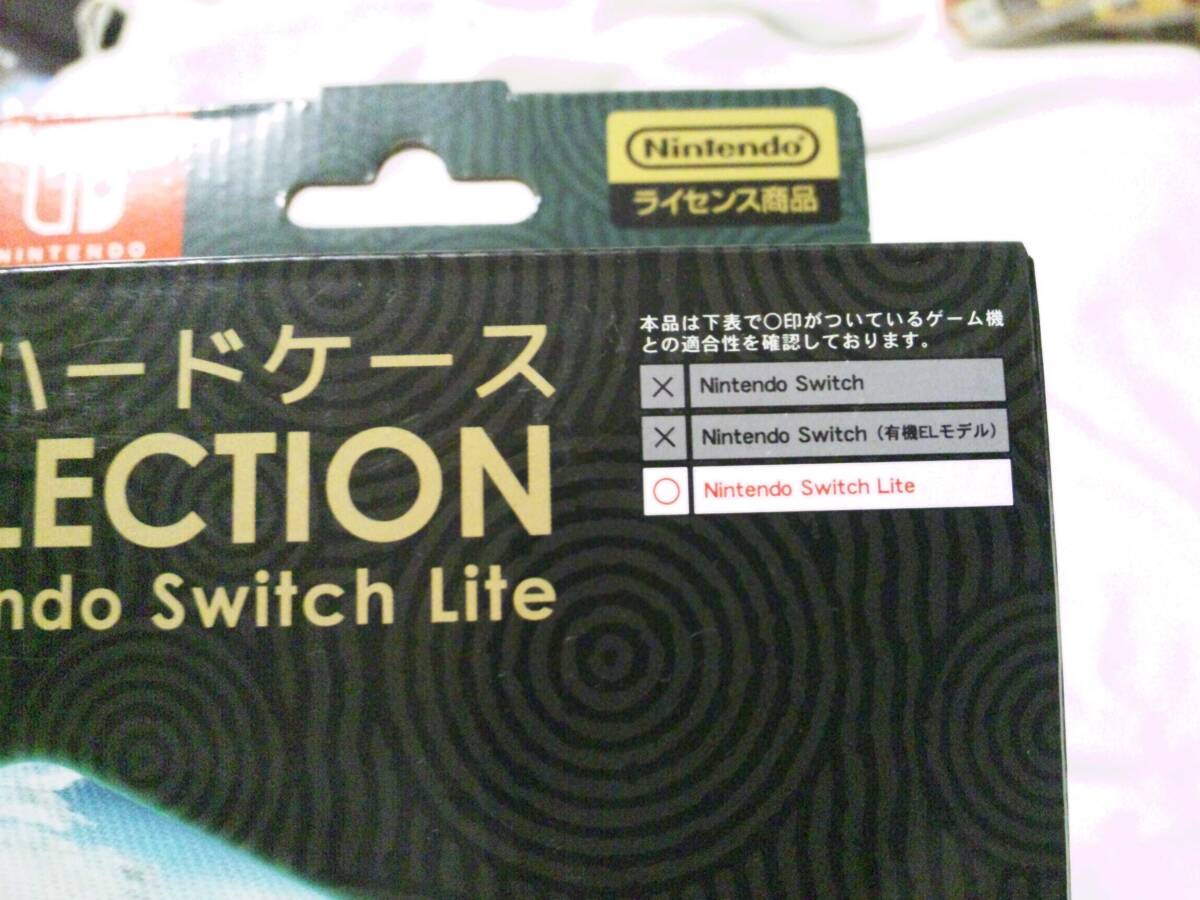 Nintendo
ライセンス商品
NINTENDO
ハードケース
LECTION
ndo Switch Lite
本品は下表で〇印がついているゲーム機
との適合性を確認しております。
× Nintendo Switch
× Nintendo Switch (有機ELモデル)
〇 Nintendo Switch Lite